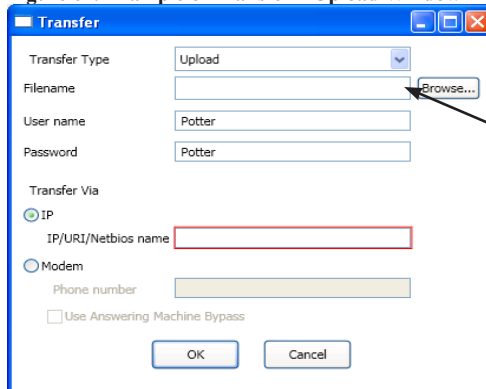 Transfer
Transfer Type Upload
Filename Browse...
User name Potter
Password Potter
Transfer Via
IP
IP/URI/Netbios name
Modem
Phone number
Use Answering Machine Bypass
OK Cancel